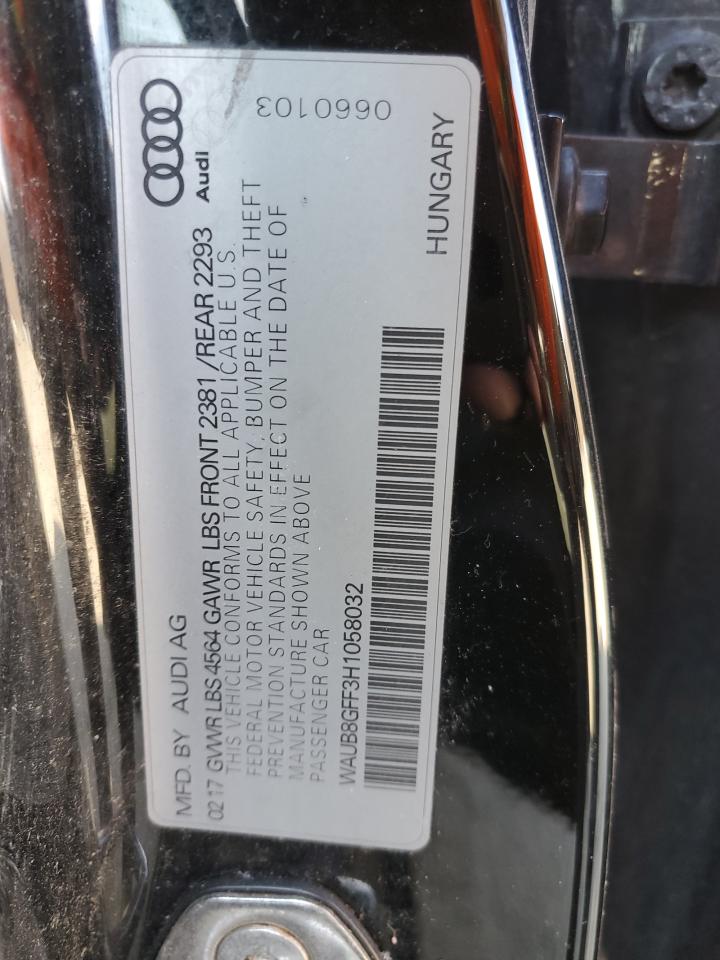 MFD. BY AUDI AG
Audi
02 17 GWVR LBS 4564 GAWR LBS FRONT 2381 /REAR 2293
THIS VEHICLE CONFORMS TO ALL APPLICABLE U.S.
FEDERAL MOTOR VEHICLE SAFETY, BUMPER AND THEFT
PREVENTION STANDARDS IN EFFECT ON THE DATE OF
MANUFACTURE SHOWN ABOVE
PASSENGER CAR
WAUB8GFF3H1058032
HUNGARY
0660103